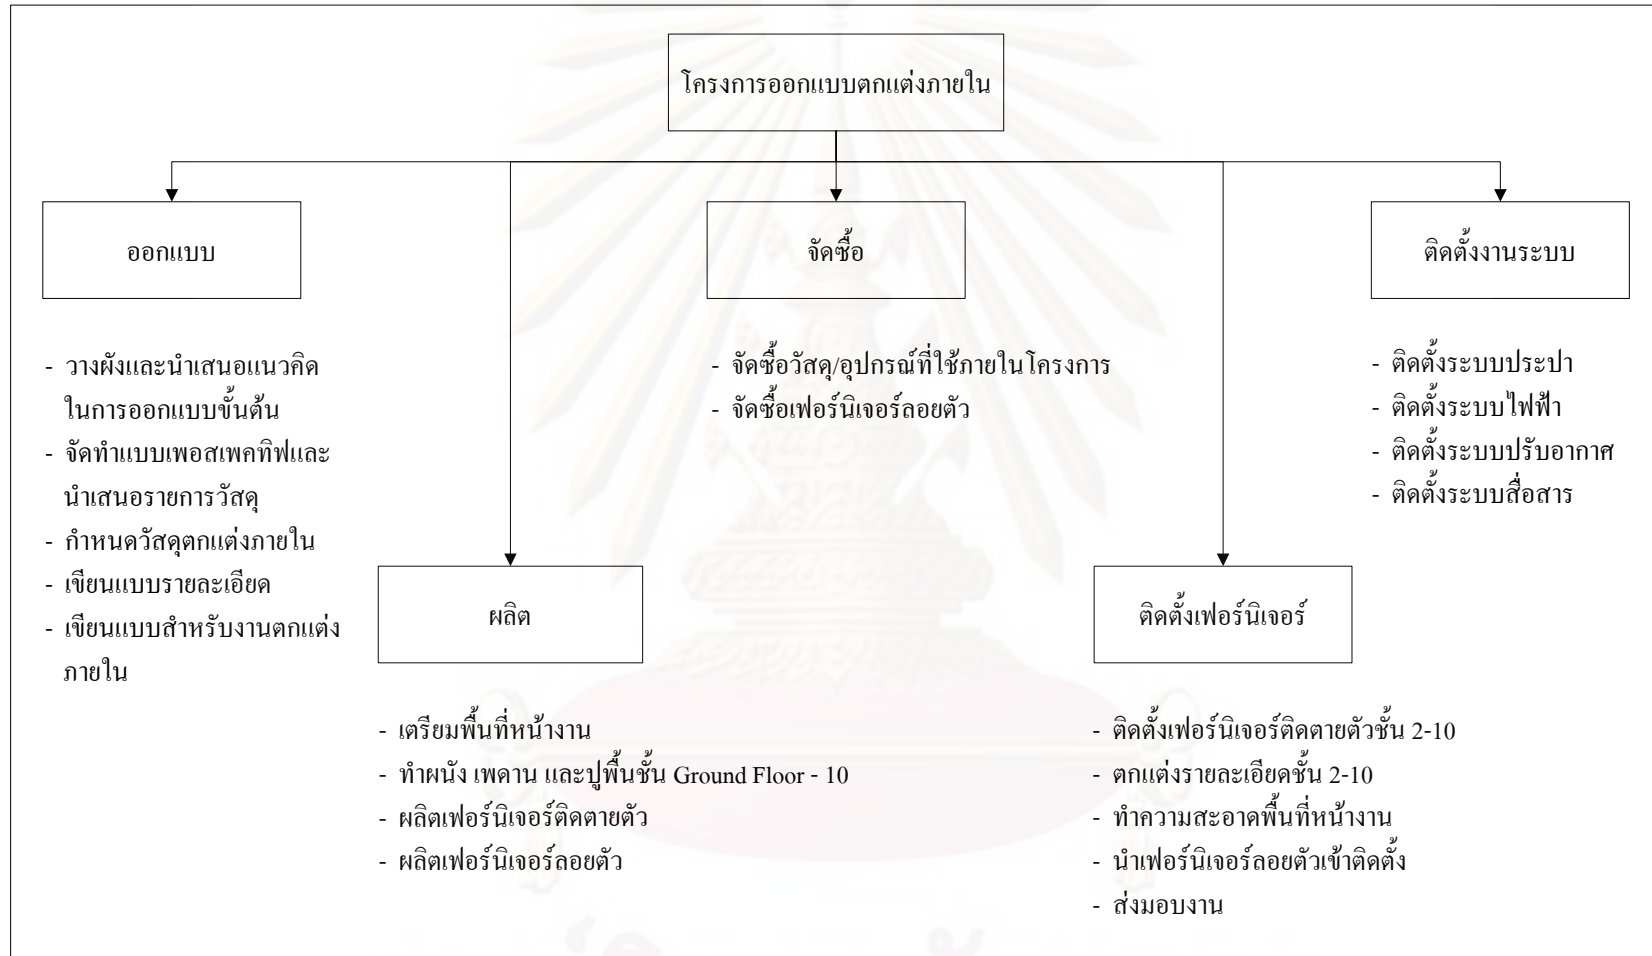 โครงการออกแบบตกแต่งภายใน
ออกแบบ
- วางผังและนำเสนอแนวคิด
ในการออกแบบขั้นต้น
- จัดทำแบบเพอสเพคทิฟและ
นำเสนอรายการวัสดุ
- กำหนดวัสดุตกแต่งภายใน
- เขียนแบบรายละเอียด
- เขียนแบบสำหรับงานตกแต่ง
ภายใน
ผลิต
- เตรียมพื้นที่หน้างาน
- ทำผนัง เพดาน และปูพื้นชั้น Ground Floor - 10
- ผลิตเฟอร์นิเจอร์ติดตายตัว
- ผลิตเฟอร์นิเจอร์ลอยตัว
จัดซื้อ
- จัดซื้อวัสดุ/อุปกรณ์ที่ใช้ภายในโครงการ
- จัดซื้อเฟอร์นิเจอร์ลอยตัว
ติดตั้งเฟอร์นิเจอร์
- ติดตั้งเฟอร์นิเจอร์ติดตายตัวชั้น 2-10
- ตกแต่งรายละเอียดชั้น 2-10
- ทำความสะอาดพื้นที่หน้างาน
- นำเฟอร์นิเจอร์ลอยตัวเข้าติดตั้ง
- ส่งมอบงาน
ติดตั้งงานระบบ
- ติดตั้งระบบประปา
- ติดตั้งระบบไฟฟ้า
- ติดตั้งระบบปรับอากาศ
- ติดตั้งระบบสื่อสาร